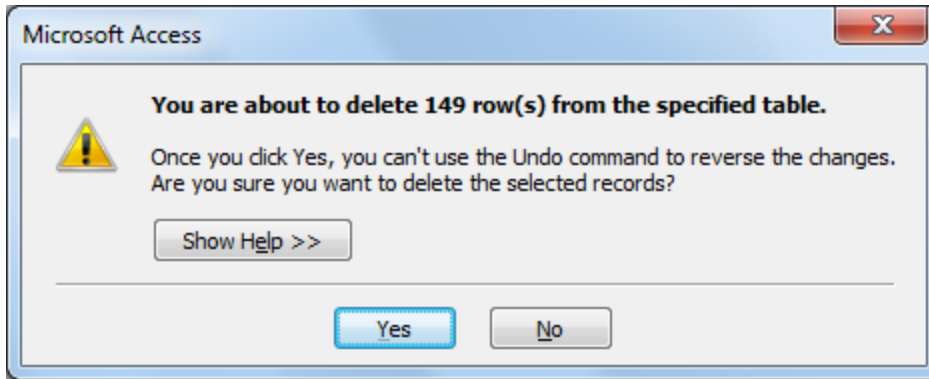 Microsoft Access
You are about to delete 149 row(s) from the specified table.
Once you click Yes, you can't use the Undo command to reverse the changes.
Are you sure you want to delete the selected records?
Show Help >>
Yes
No